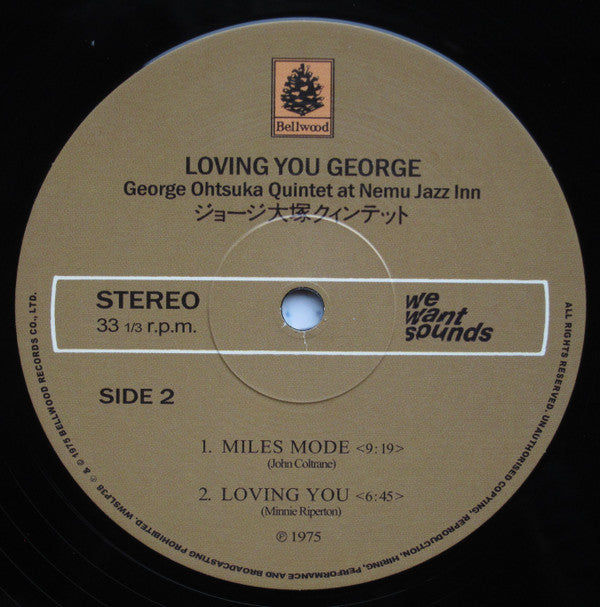 Bellwood
LOVING YOU GEORGE
George Ohtsuka Quintet at Nemu Jazz Inn
ジョージ大塚クィンテット
STEREO
33 1/3 r.p.m.
we
want
sounds
SIDE 2
1. MILES MODE <9:19>
(John Coltrane)
2. LOVING YOU <6:45>
(Minnie Riperton)
℗ 1975
ALL RIGHTS RESERVED. UNAUTHORISED COPYING, REPRODUCTION, HIRING, PERFORMANCE AND BROADCASTING PROHIBITED. WWSLP38 ℗ & © 1975 BELLWOOD RECORDS CO., LTD.